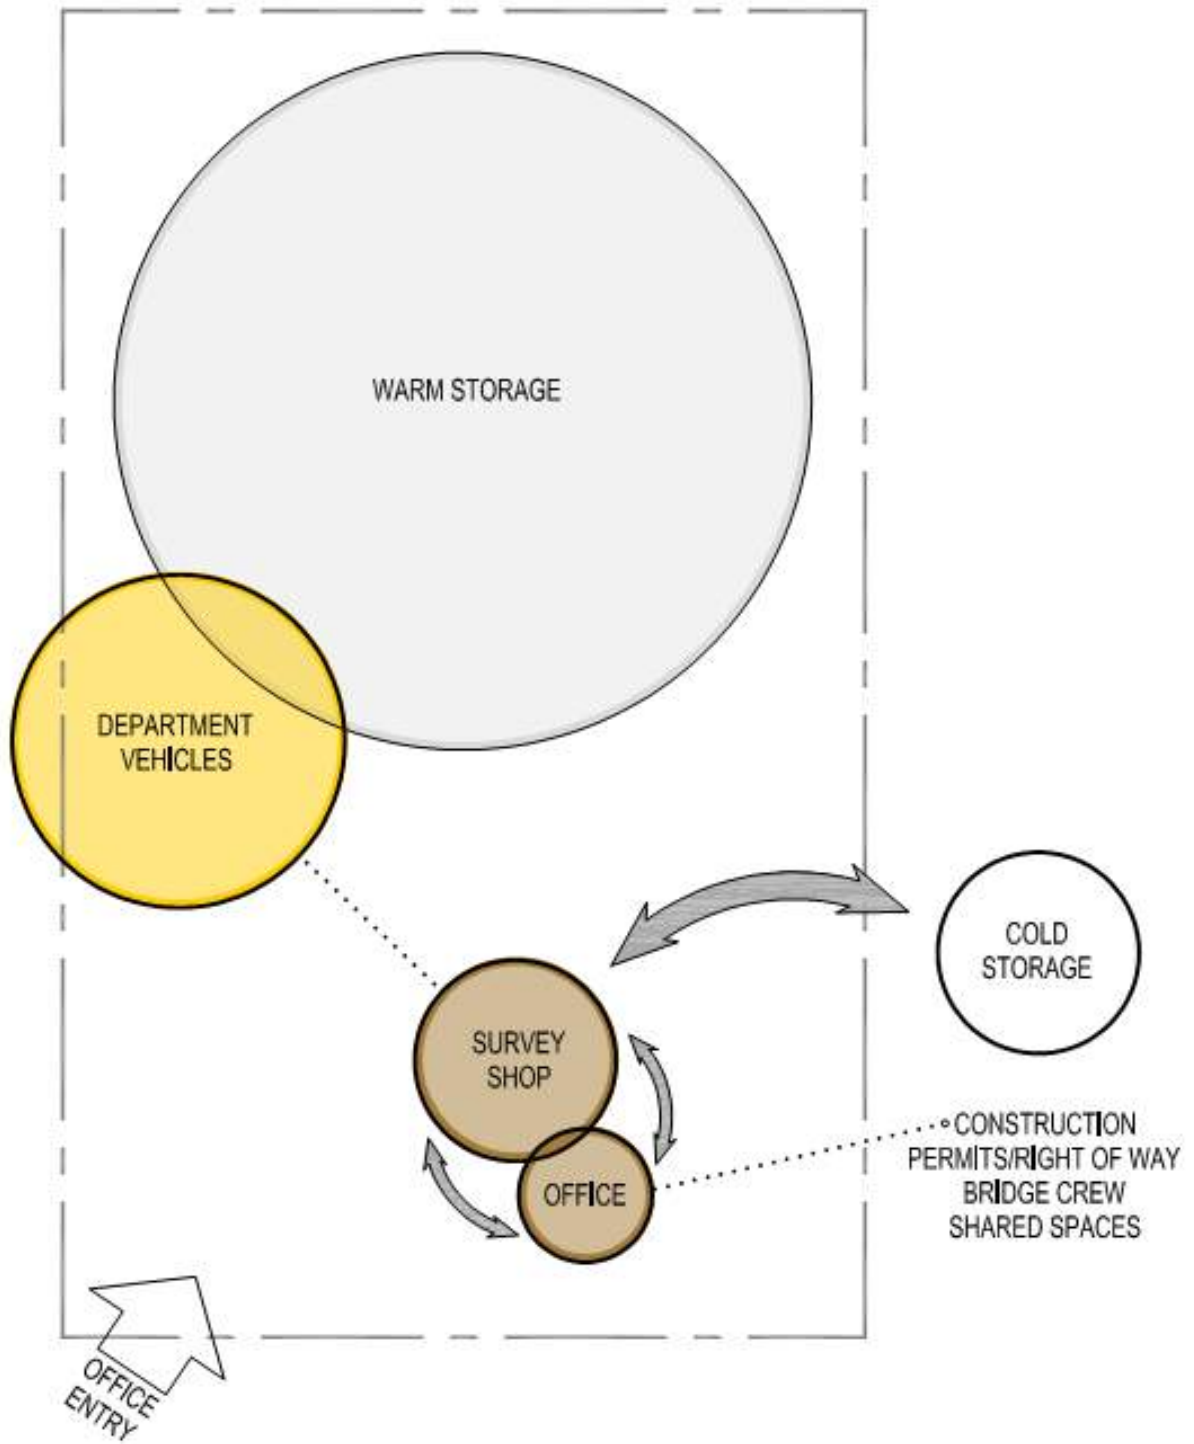 WARM STORAGE
DEPARTMENT
VEHICLES
COLD
STORAGE
SURVEY
SHOP
CONSTRUCTION
PERMITS/RIGHT OF WAY
BRIDGE CREW
SHARED SPACES
OFFICE
OFFICE
ENTRY